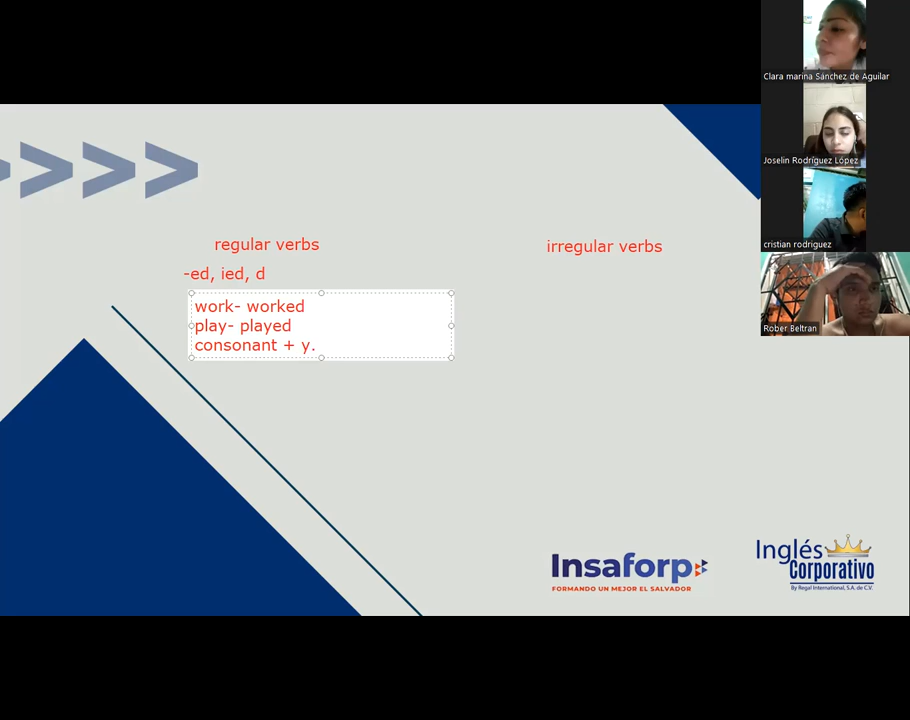 Clara marina Sánchez de Aguilar
Joselin Rodríguez López
cristian rodriguez
Rober Beltran
>>>>
regular verbs
irregular verbs
-ed, ied, d
work- worked
play- played
consonant + y.
Insaforp
FORMANDO UN MEJOR EL SALVADOR
Inglés
Corporativo
By Regal International, S.A. de C.V.